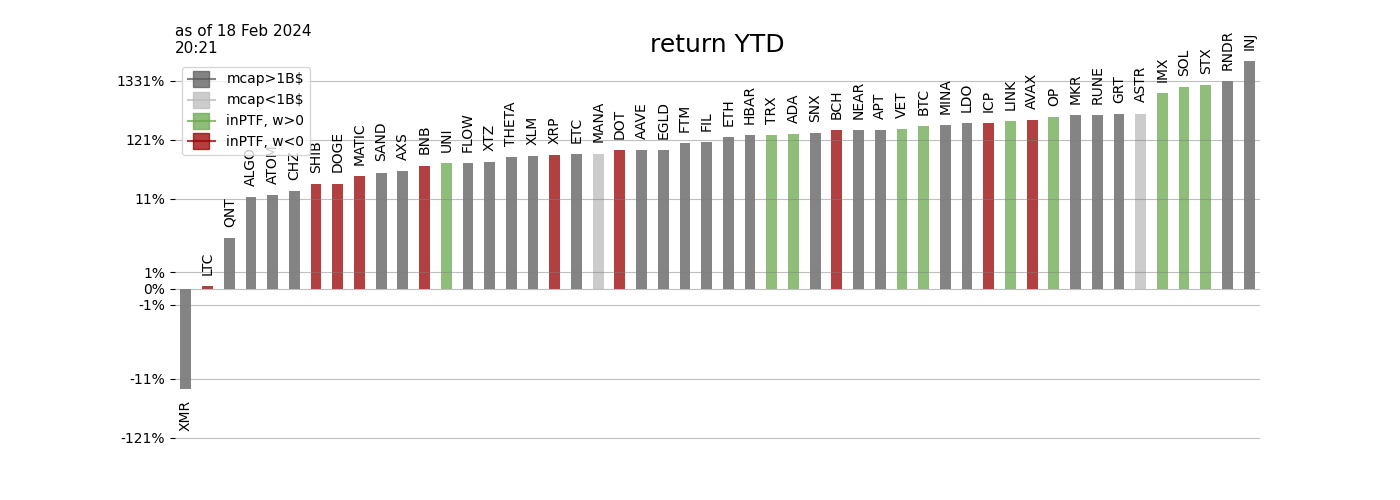 as of 18 Feb 2024
20:21
return YTD
mcap>1B$
mcap<1B$
inPTF, w>0
inPTF, w<0
1331%
121%
11%
1%
0%
-1%
-11%
-121%
XMR
LTC
QNT
ALGO
ATOM
CHZ
SHIB
DOGE
MATIC
SAND
AXS
BNB
UNI
FLOW
XTZ
THETA
XLM
XRP
ETC
MANA
DOT
AAVE
EGLD
FTM
FIL
ETH
HBAR
TRX
ADA
SNX
BCH
NEAR
APT
VET
BTC
MINA
LDO
ICP
LINK
AVAX
OP
MKR
RUNE
GRT
ASTR
IMX
SOL
STX
RNDR
INJ